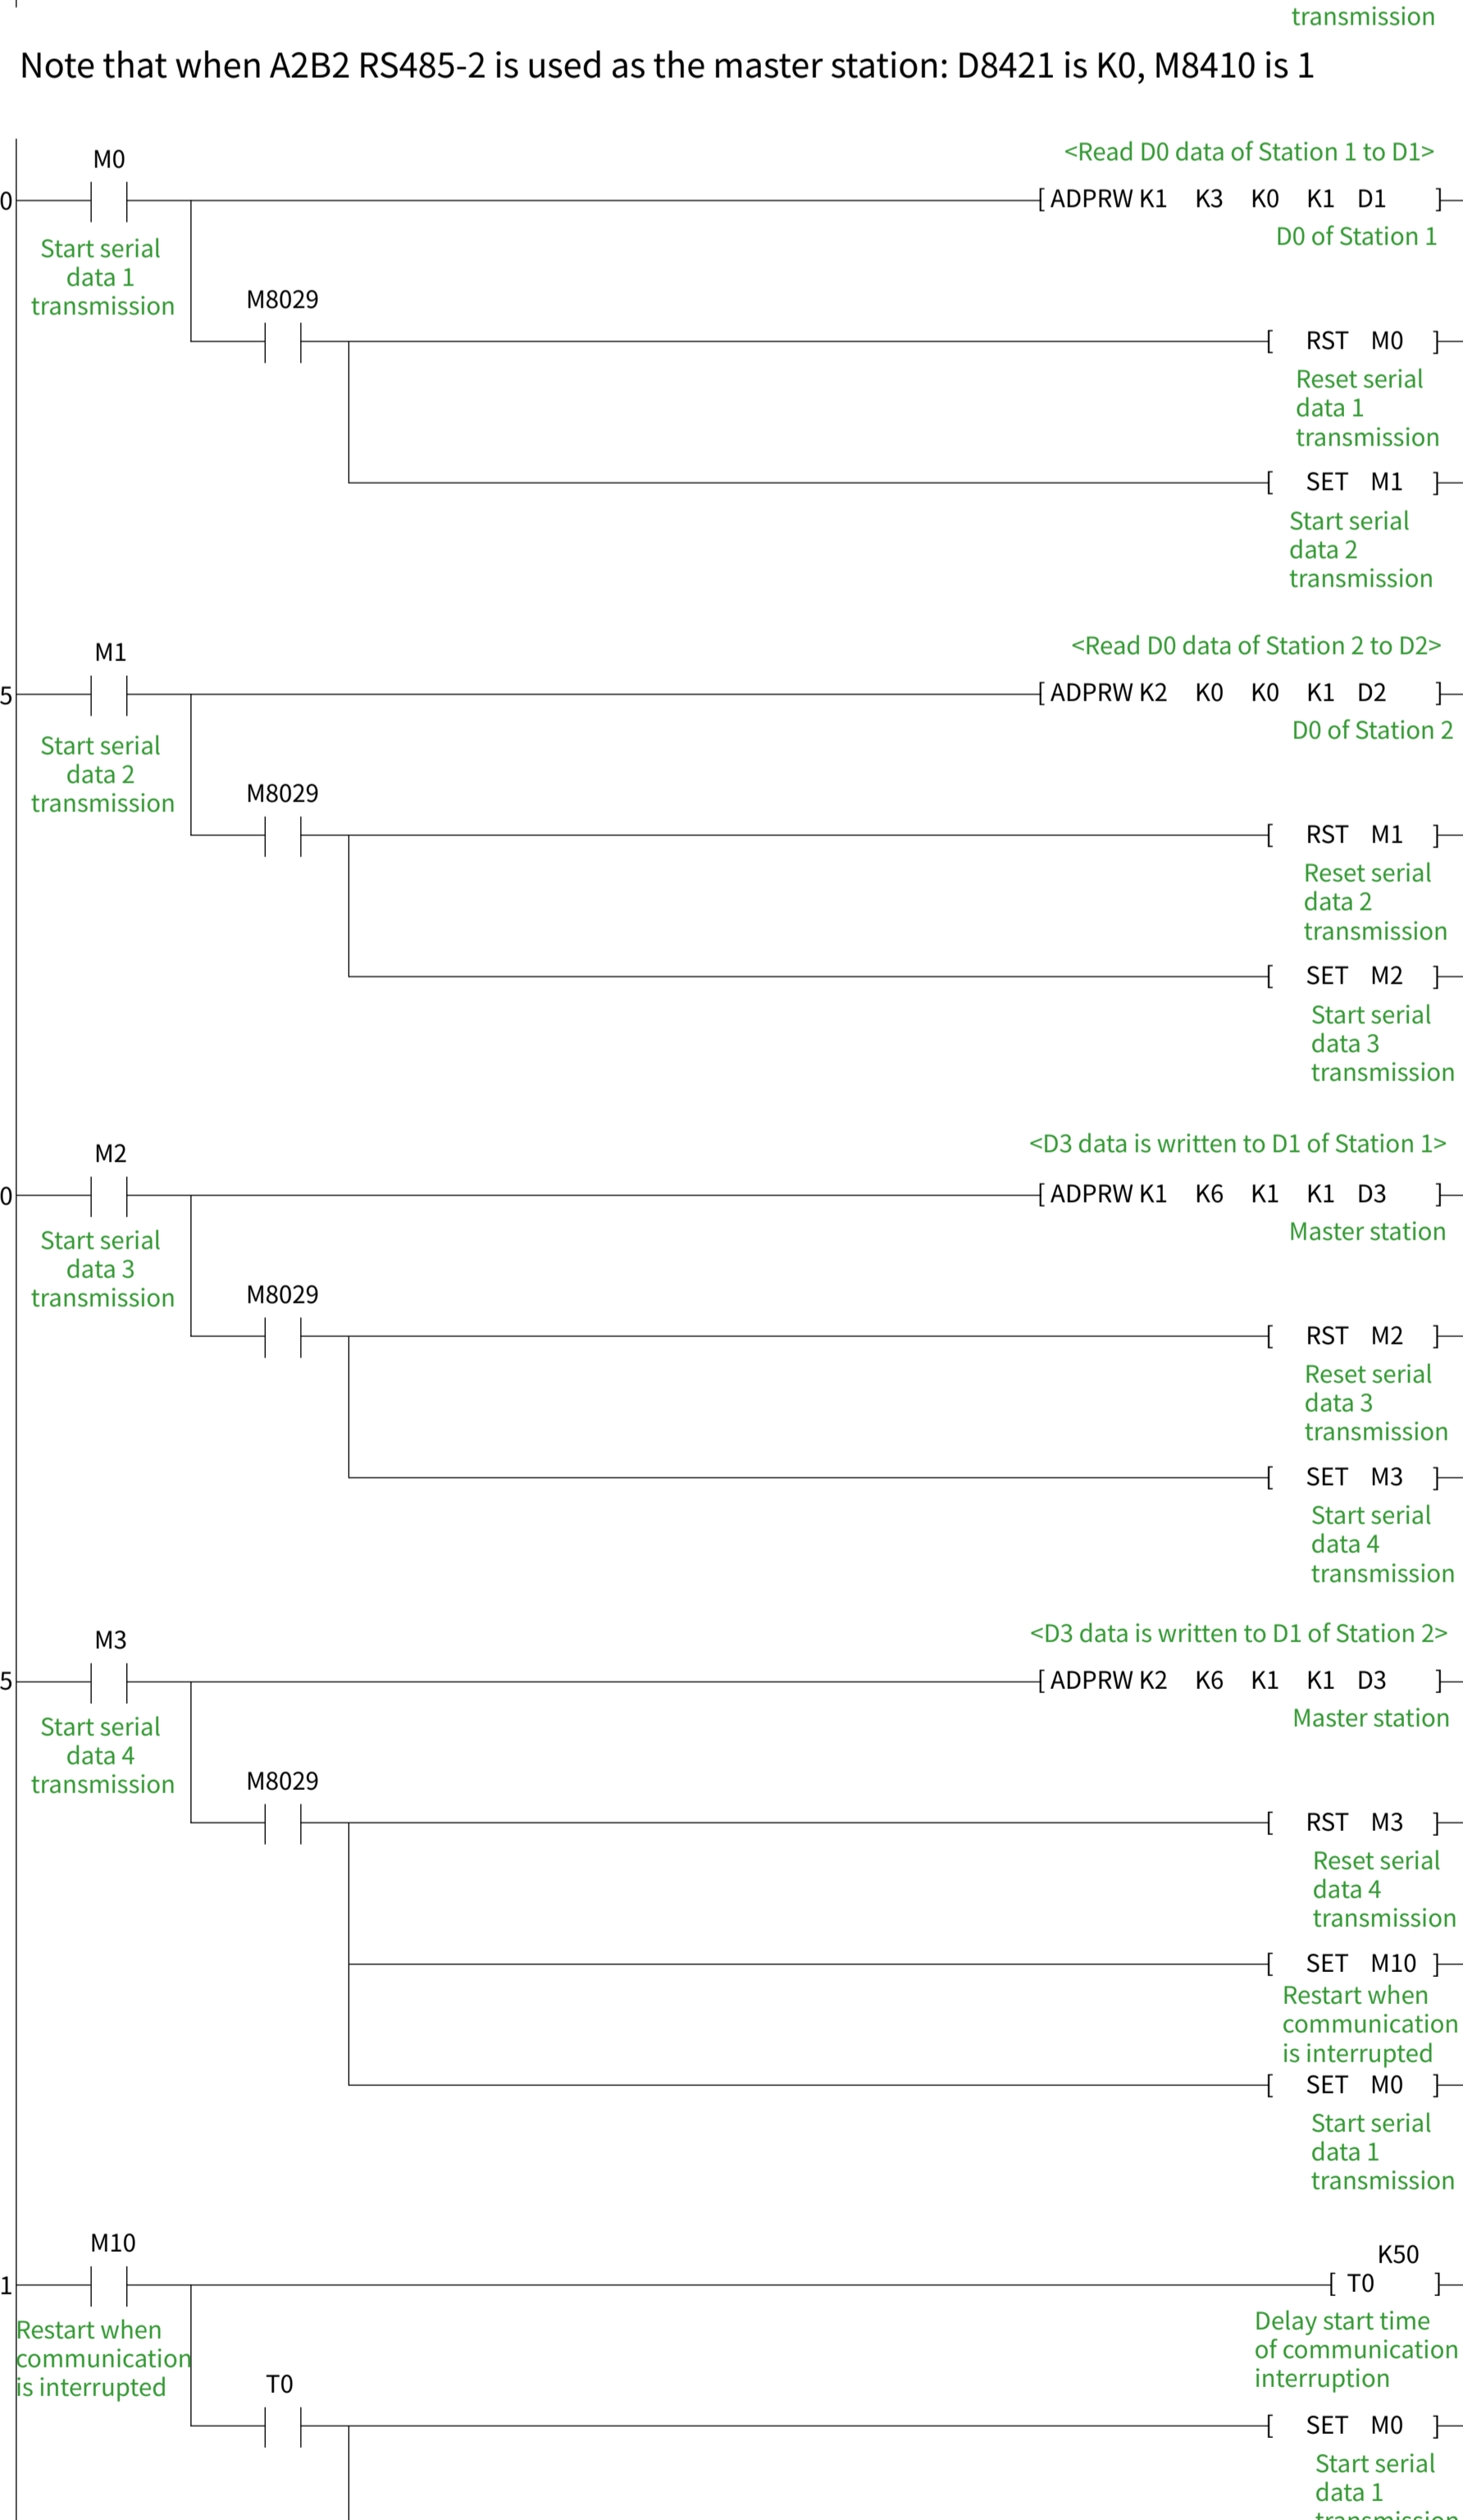 transmission
Note that when A2B2 RS485-2 is used as the master station: D8421 is K0, M8410 is 1
<Read D0 data of Station 1 to D1>
M0
0
[ ADPRW K1 K3 K0 K1 D1 ]
D0 of Station 1
Start serial
data 1
transmission
M8029
[ RST M0 ]
Reset serial
data 1
transmission
[ SET M1 ]
Start serial
data 2
transmission
<Read D0 data of Station 2 to D2>
M1
5
[ ADPRW K2 K0 K0 K1 D2 ]
D0 of Station 2
Start serial
data 2
transmission
M8029
[ RST M1 ]
Reset serial
data 2
transmission
[ SET M2 ]
Start serial
data 3
transmission
<D3 data is written to D1 of Station 1>
M2
0
[ ADPRW K1 K6 K1 K1 D3 ]
Master station
Start serial
data 3
transmission
M8029
[ RST M2 ]
Reset serial
data 3
transmission
[ SET M3 ]
Start serial
data 4
transmission
<D3 data is written to D1 of Station 2>
M3
5
[ ADPRW K2 K6 K1 K1 D3 ]
Master station
Start serial
data 4
transmission
M8029
[ RST M3 ]
Reset serial
data 4
transmission
[ SET M10 ]
Restart when
communication
is interrupted
[ SET M0 ]
Start serial
data 1
transmission
M10
K50
1
[ T0 ]
Delay start time
of communication
interruption
Restart when
communication
is interrupted
T0
[ SET M0 ]
Start serial
data 1